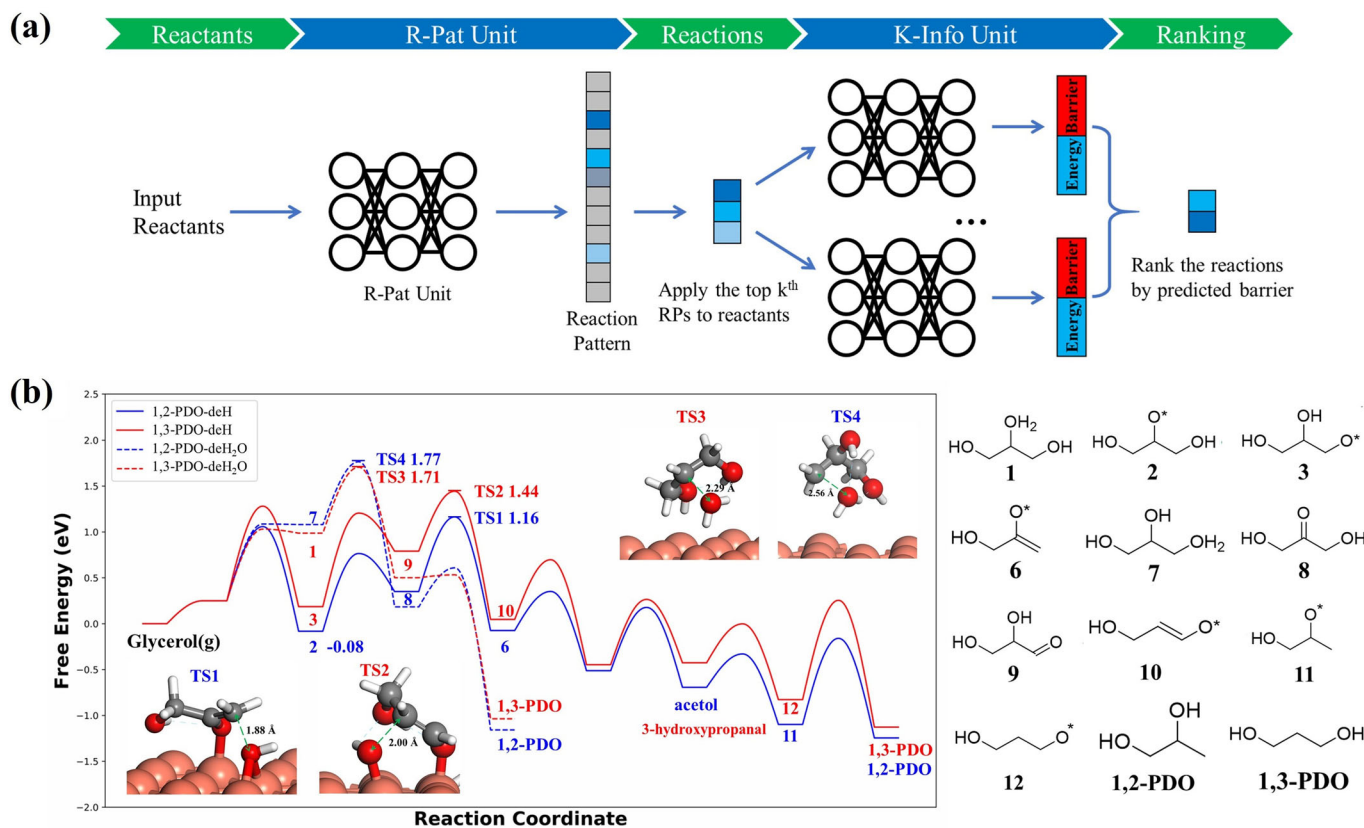 (a)
Reactants
R-Pat Unit
Reactions
K-Info Unit
Ranking
Input
Reactants
R-Pat Unit
Reaction
Pattern
Apply the top kth
RPs to reactants
...
Barrier
Energy
Barrier
Energy
Rank the reactions
by predicted barrier
(b)
Free Energy (eV)
2.5
2.0
1.5
1.0
0.5
0.0
−0.5
−1.0
−1.5
−2.0
1,2-PDO-deH
1,3-PDO-deH
1,2-PDO-deH₂O
1,3-PDO-deH₂O
TS4 1.77
TS3 1.71
TS2 1.44
TS1 1.16
7
1
9
8
3
2 -0.08
10
6
Glycerol(g)
TS3
2.29 Å
TS4
2.56 Å
TS1
1.88 Å
TS2
2.00 Å
1,3-PDO
1,2-PDO
acetol
3-hydroxypropanal
12
11
1,3-PDO
1,2-PDO
Reaction Coordinate
OH₂
HO OH
1
O*
HO OH
2
OH
HO O*
3
O*
HO
6
OH
HO OH₂
7
O
HO OH
8
OH
HO O
9
HO O*
10
O*
HO
11
HO O*
12
OH
HO
1,2-PDO
HO OH
1,3-PDO